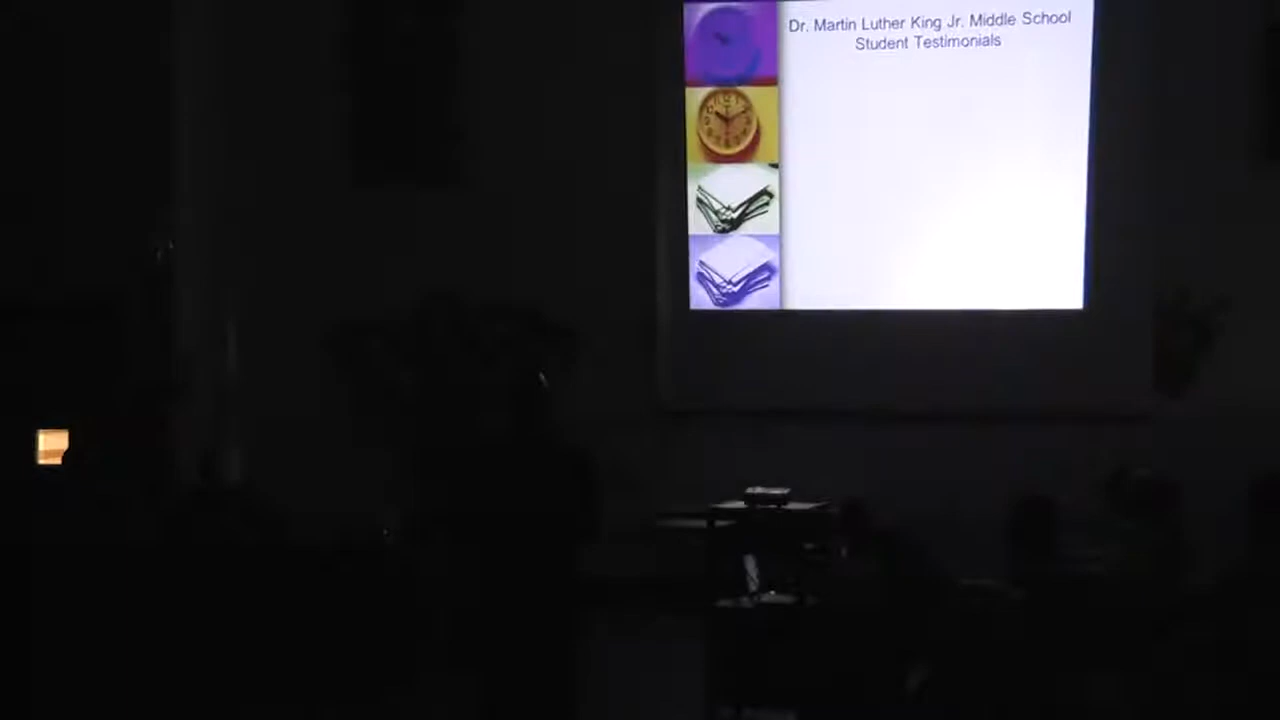 Dr. Martin Luther King Jr. Middle School
Student Testimonials